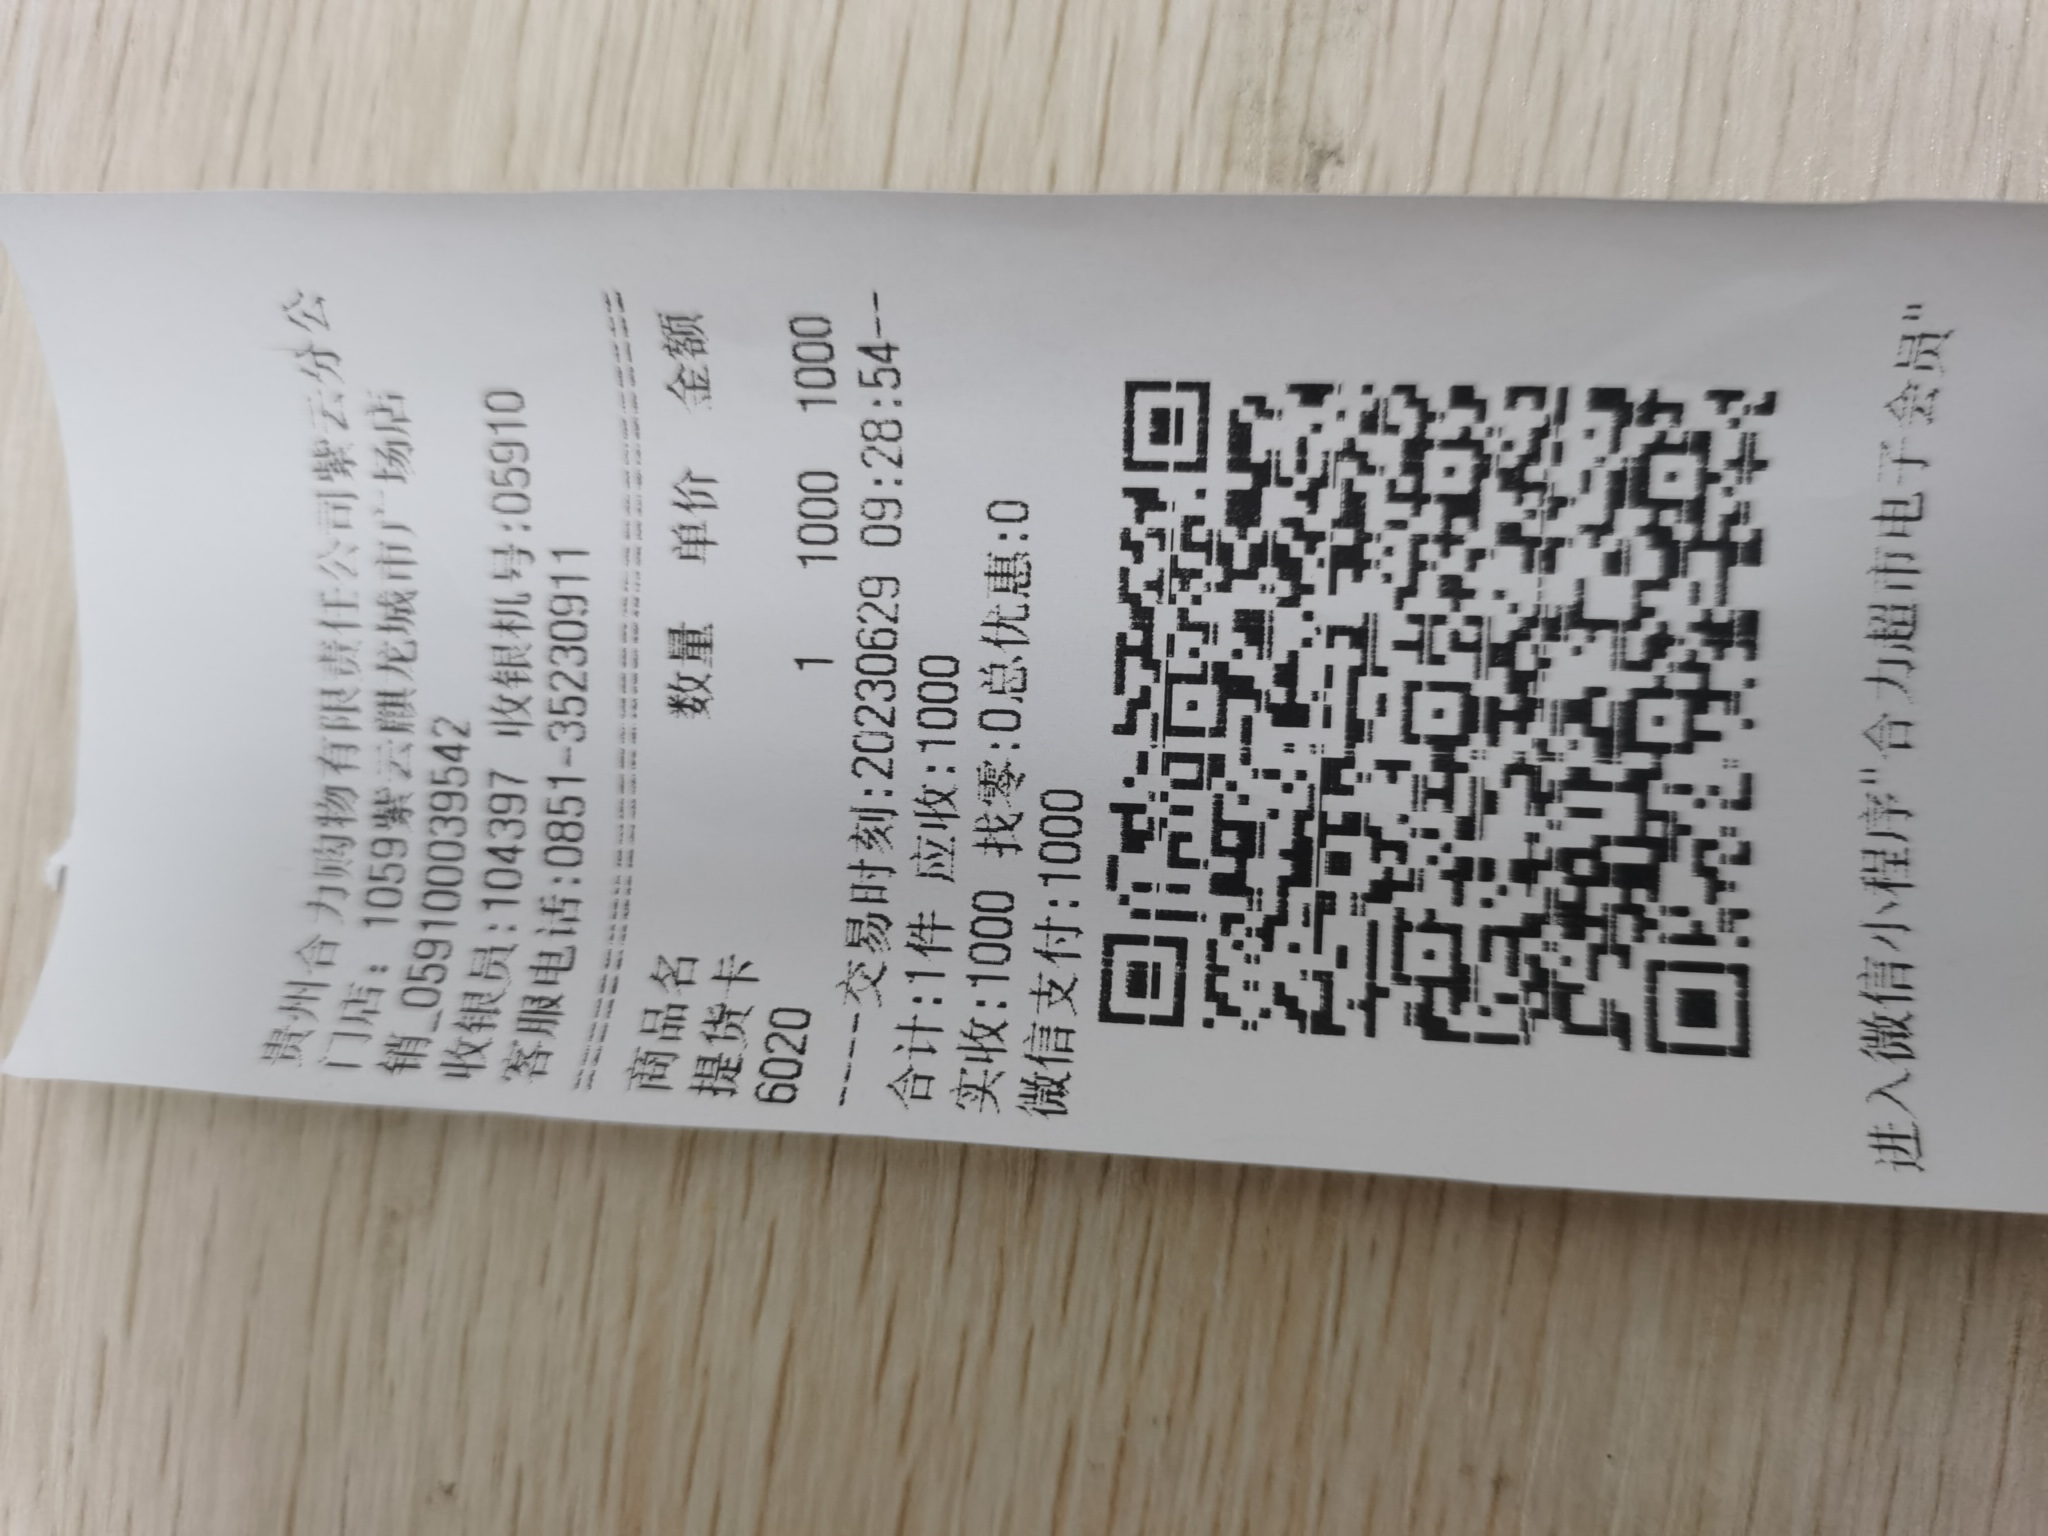 贵州合力购物有限责任公司紫云分公
门店: 1059紫云麒龙城市广场店
销_0591000039542
收银员:104397 收银机号:05910
客服电话:0851-35230911
================================
商品名 数量 单价 金额
提货卡
6020 1 1000 1000
----交易时刻:20230629 09:28:54--
合计:1件 应收:1000
实收:1000 找零:0总优惠:0
微信支付:1000
进入微信小程序"合力超市电子会员"